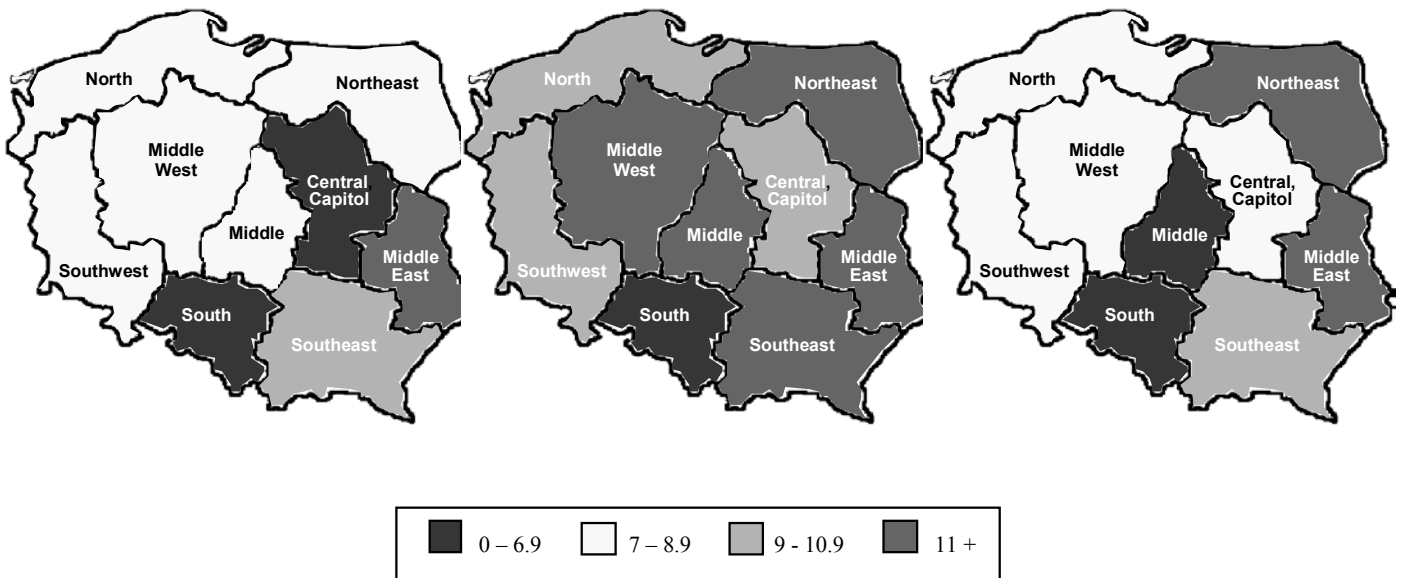 North
Northeast
Middle
West
Central
Capitol
Middle
Southwest
Middle
East
South
Southeast
North
Northeast
Middle
West
Central,
Capitol
Middle
Southwest
Middle
East
South
Southeast
North
Northeast
Middle
West
Central,
Capitol
Middle
Southwest
Middle
East
South
Southeast
0 – 6.9
7 – 8.9
9 - 10.9
11 +